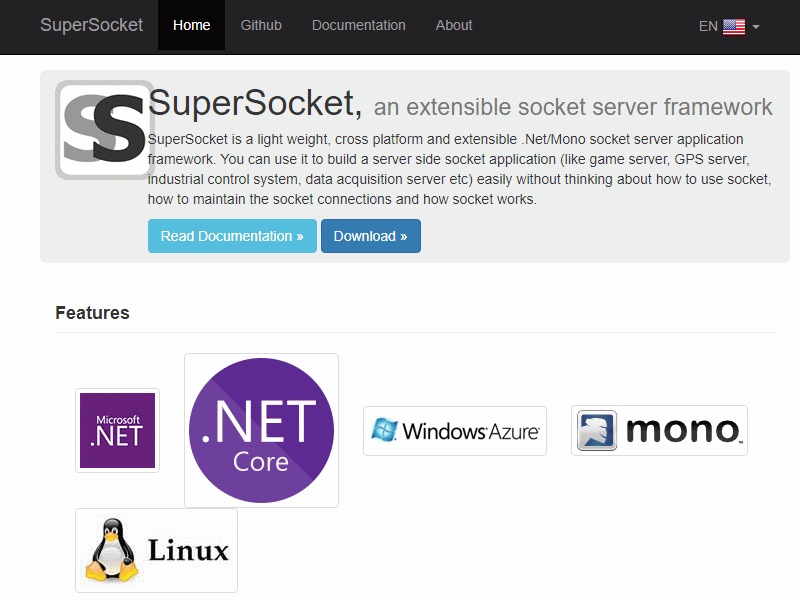 SuperSocket Home Github Documentation About EN
SS
SuperSocket, an extensible socket server framework
SuperSocket is a light weight, cross platform and extensible .Net/Mono socket server application
framework. You can use it to build a server side socket application (like game server, GPS server,
industrial control system, data acquisition server etc) easily without thinking about how to use socket,
how to maintain the socket connections and how socket works.
Read Documentation » Download »
Features
Microsoft
.NET
.NET
Core
Windows Azure
mono™
Linux